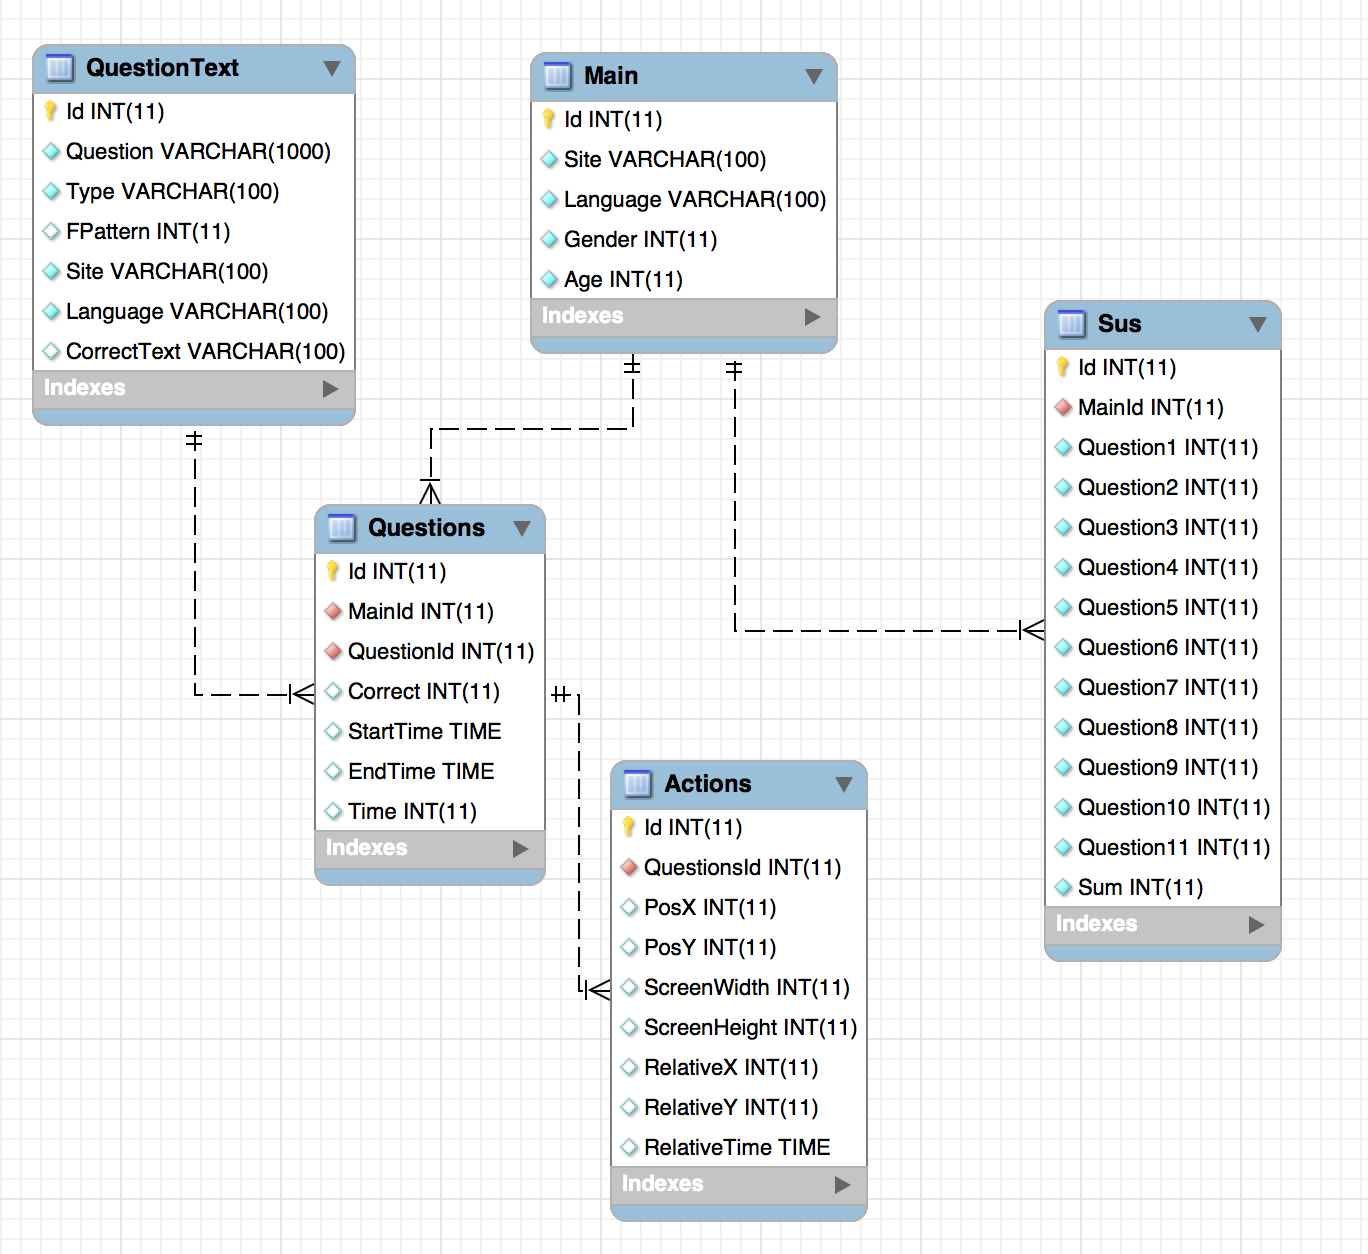 QuestionText
Id INT(11)
Question VARCHAR(1000)
Type VARCHAR(100)
FPattern INT(11)
Site VARCHAR(100)
Language VARCHAR(100)
CorrectText VARCHAR(100)
Indexes
Main
Id INT(11)
Site VARCHAR(100)
Language VARCHAR(100)
Gender INT(11)
Age INT(11)
Indexes
Sus
Id INT(11)
MainId INT(11)
Question1 INT(11)
Question2 INT(11)
Question3 INT(11)
Question4 INT(11)
Question5 INT(11)
Question6 INT(11)
Question7 INT(11)
Question8 INT(11)
Question9 INT(11)
Question10 INT(11)
Question11 INT(11)
Sum INT(11)
Indexes
Questions
Id INT(11)
MainId INT(11)
QuestionId INT(11)
Correct INT(11)
StartTime TIME
EndTime TIME
Time INT(11)
Indexes
Actions
Id INT(11)
QuestionsId INT(11)
PosX INT(11)
PosY INT(11)
ScreenWidth INT(11)
ScreenHeight INT(11)
RelativeX INT(11)
RelativeY INT(11)
RelativeTime TIME
Indexes